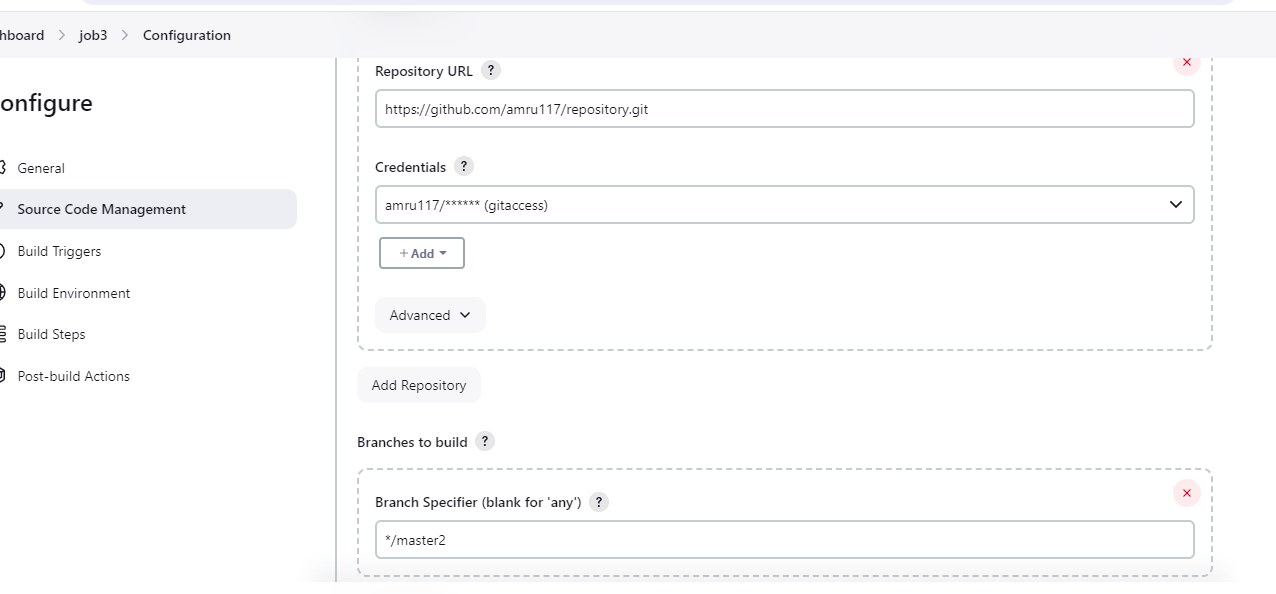 hboard > job3 > Configuration
onfigure
General
Source Code Management
Build Triggers
Build Environment
Build Steps
Post-build Actions
Repository URL ?
https://github.com/amru117/repository.git
Credentials ?
amru117/****** (gitaccess)
+ Add
Advanced
Add Repository
Branches to build ?
Branch Specifier (blank for 'any') ?
*/master2